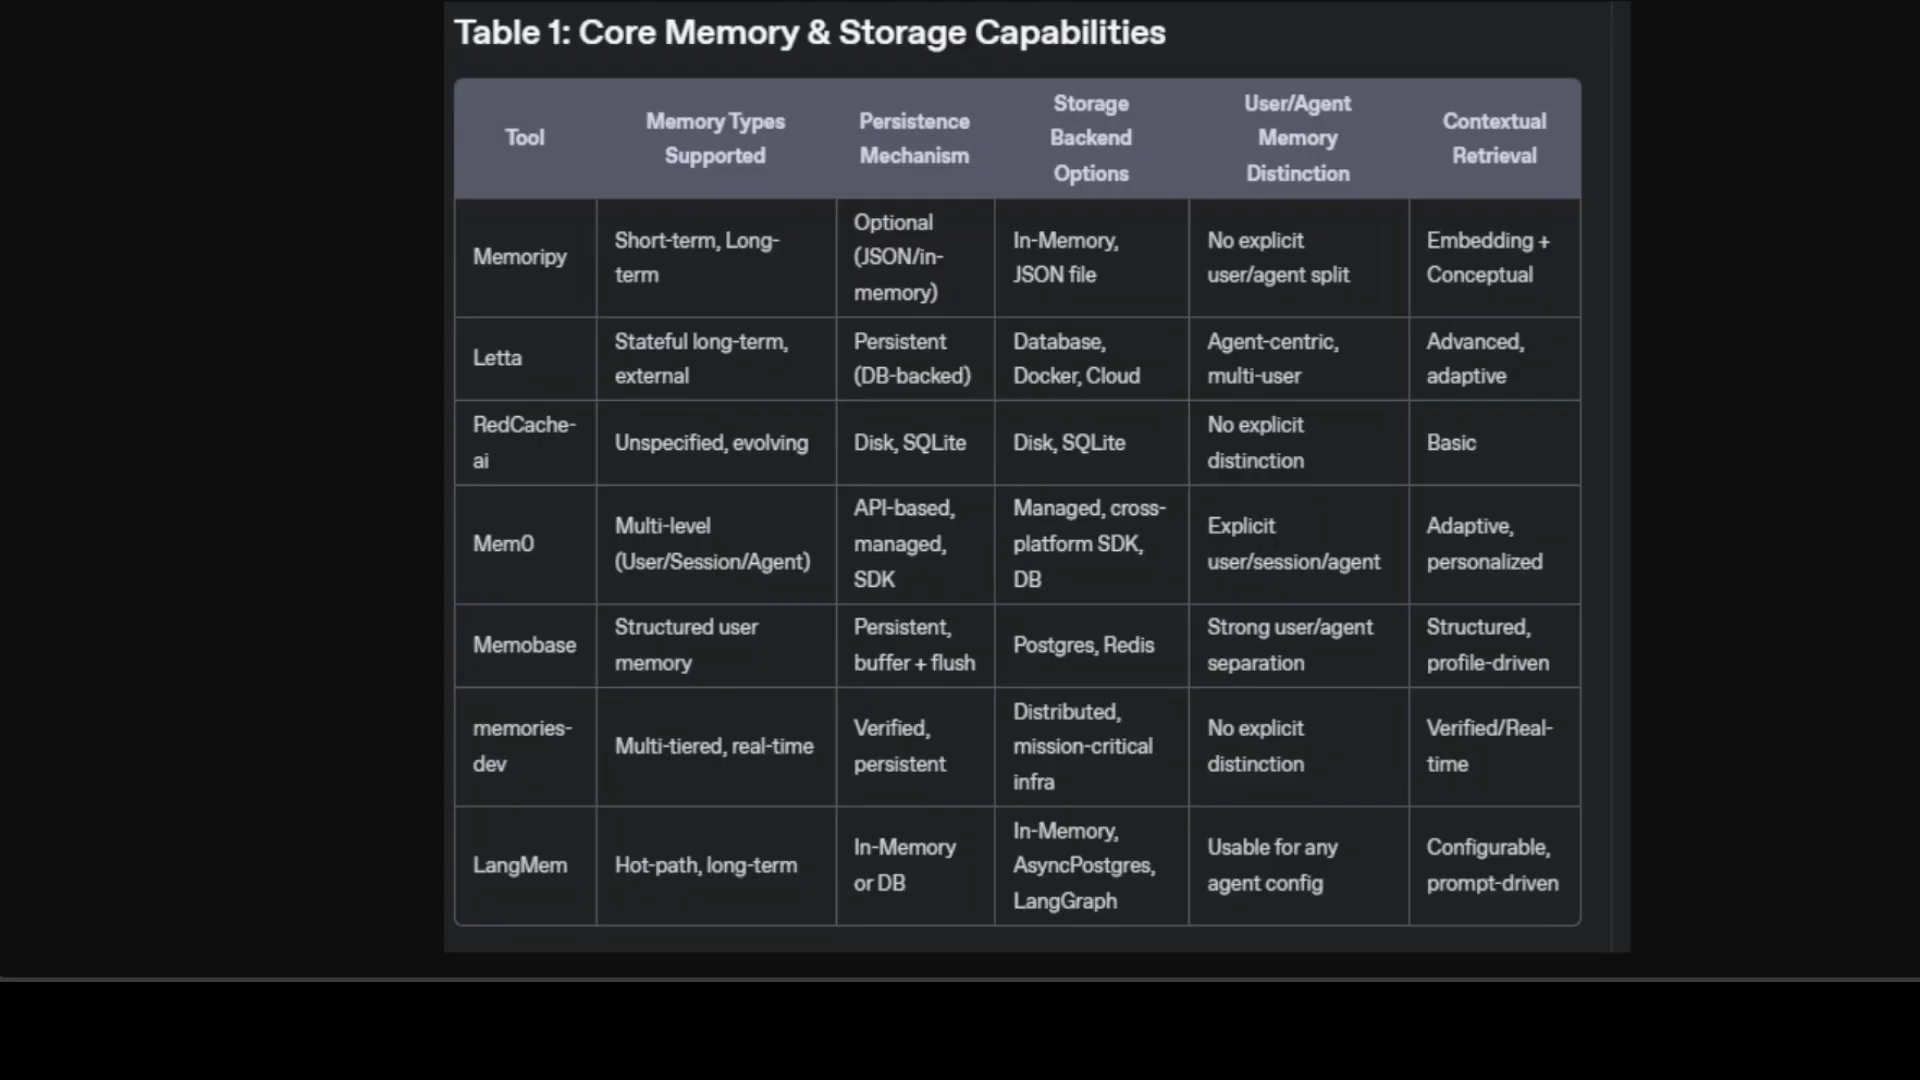 Table 1: Core Memory & Storage Capabilities
Tool
Memory Types
Supported
Persistence
Mechanism
Storage
Backend
Options
User/Agent
Memory
Distinction
Contextual
Retrieval
Memoripy
Short-term, Long-
term
Optional
(JSON/in-
memory)
In-Memory,
JSON file
No explicit
user/agent split
Embedding +
Conceptual
Letta
Stateful long-term,
external
Persistent
(DB-backed)
Database,
Docker, Cloud
Agent-centric,
multi-user
Advanced,
adaptive
RedCache-
ai
Unspecified, evolving
Disk, SQLite
Disk, SQLite
No explicit
distinction
Basic
Mem0
Multi-level
(User/Session/Agent)
API-based,
managed,
SDK
Managed, cross-
platform SDK,
DB
Explicit
user/session/agent
Adaptive,
personalized
Memobase
Structured user
memory
Persistent,
buffer + flush
Postgres, Redis
Strong user/agent
separation
Structured,
profile-driven
memories-
dev
Multi-tiered, real-time
Verified,
persistent
Distributed,
mission-critical
infra
No explicit
distinction
Verified/Real-
time
LangMem
Hot-path, long-term
In-Memory
or DB
In-Memory,
AsyncPostgres,
LangGraph
Usable for any
agent config
Configurable,
prompt-driven